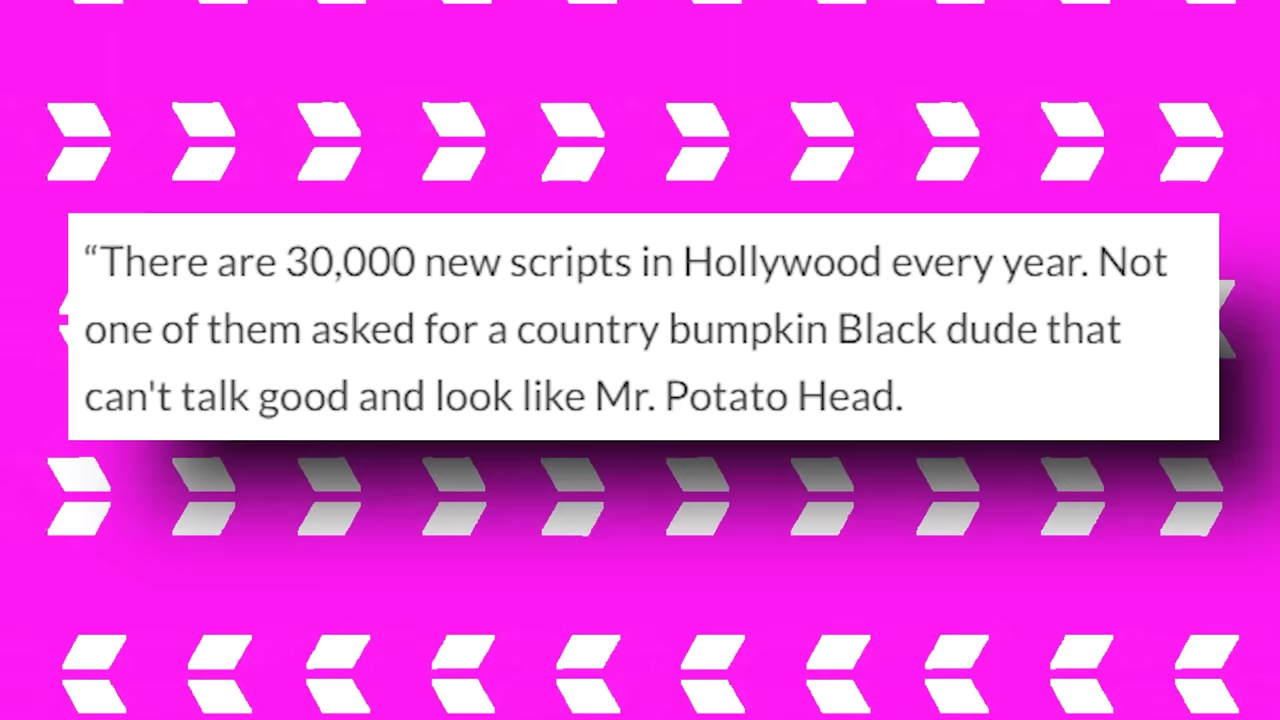 “There are 30,000 new scripts in Hollywood every year. Not
one of them asked for a country bumpkin Black dude that
can't talk good and look like Mr. Potato Head.